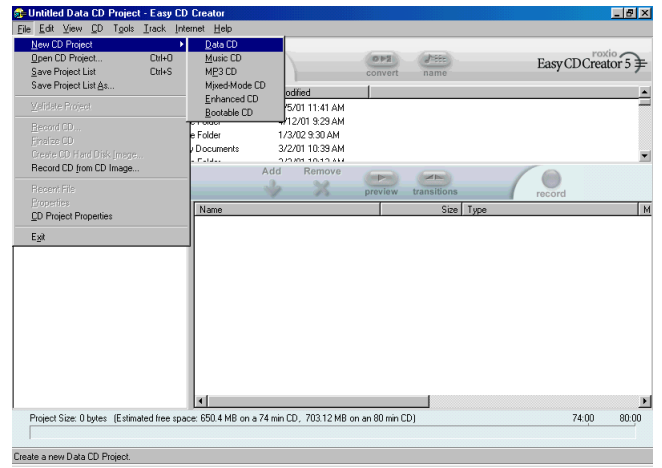 Untitled Data CD Project - Easy CD Creator
File Edit View CD Tools Track Internet Help
New CD Project
Open CD Project... Ctrl+O
Save Project List Ctrl+S
Save Project List As...
Validate Project
Record CD...
Finalize CD
Create CD Hard Disk Image...
Record CD from CD Image...
Recent File
Properties
CD Project Properties
Exit
Data CD
Music CD
MP3 CD
Mixed-Mode CD
Enhanced CD
Bootable CD
convert name
roxio
Easy CD Creator 5
odified
/5/01 11:41 AM
4/12/01 9:29 AM
e Folder 1/3/02 9:30 AM
y Documents 3/2/01 10:39 AM
Add Remove
preview transitions
record
Name Size Type M
Project Size: 0 bytes (Estimated free space: 650.4 MB on a 74 min CD, 703.12 MB on an 80 min CD) 74:00 80:00
Create a new Data CD Project.